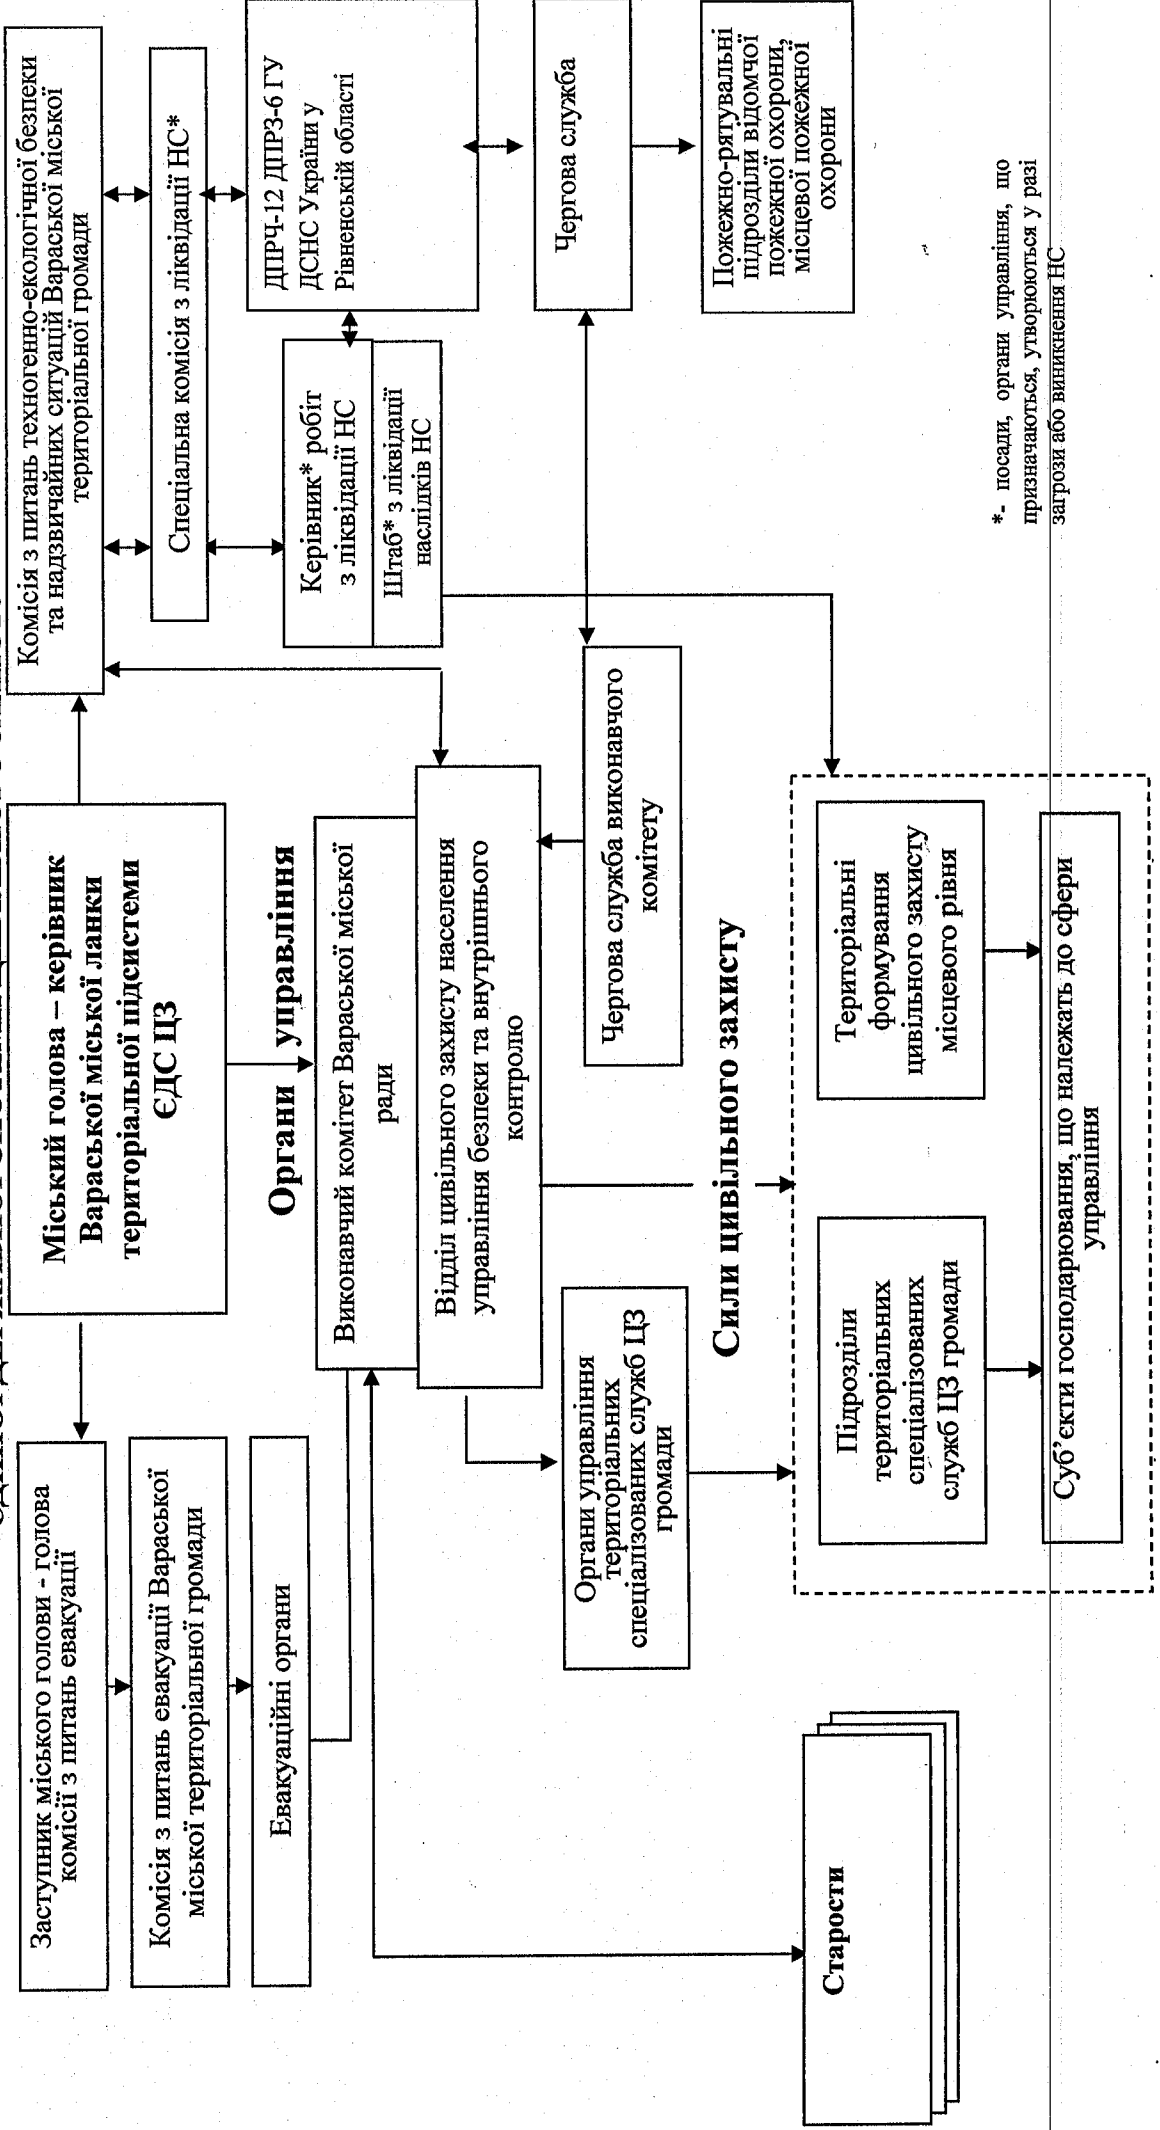 Заступник міського голови - голова
комісії з питань евакуації
Комісія з питань евакуації Вараської
міської територіальної громади
Евакуаційні органи
Міський голова – керівник
Вараської міської ланки
територіальної підсистеми
ЄДС ЦЗ
Комісія з питань техногенно-екологічної безпеки
та надзвичайних ситуацій Вараської міської
територіальної громади
Спеціальна комісія з ліквідації НС*
Керівник* робіт
з ліквідації НС
Штаб* з ліквідації
наслідків НС
ДПРЧ-12 ДПРЗ-6 ГУ
ДСНС України у
Рівненській області
Органи управління
Виконавчий комітет Вараської міської
ради
Відділ цивільного захисту населення
управління безпеки та внутрішнього
контролю
Чергова служба
Чергова служба виконавчого
комітету
Пожежно-рятувальні
підрозділи відомчої
пожежної охорони,
місцевої пожежної
охорони
Органи управління
територіальних
спеціалізованих служб ЦЗ
громади
Сили цивільного захисту
Старости
Підрозділи
територіальних
спеціалізованих
служб ЦЗ громади
Територіальні
формування
цивільного захисту
місцевого рівня
Суб’єкти господарювання, що належать до сфери
управління
*- посади, органи управління, що
призначаються, утворюються у разі
загрози або виникнення НС